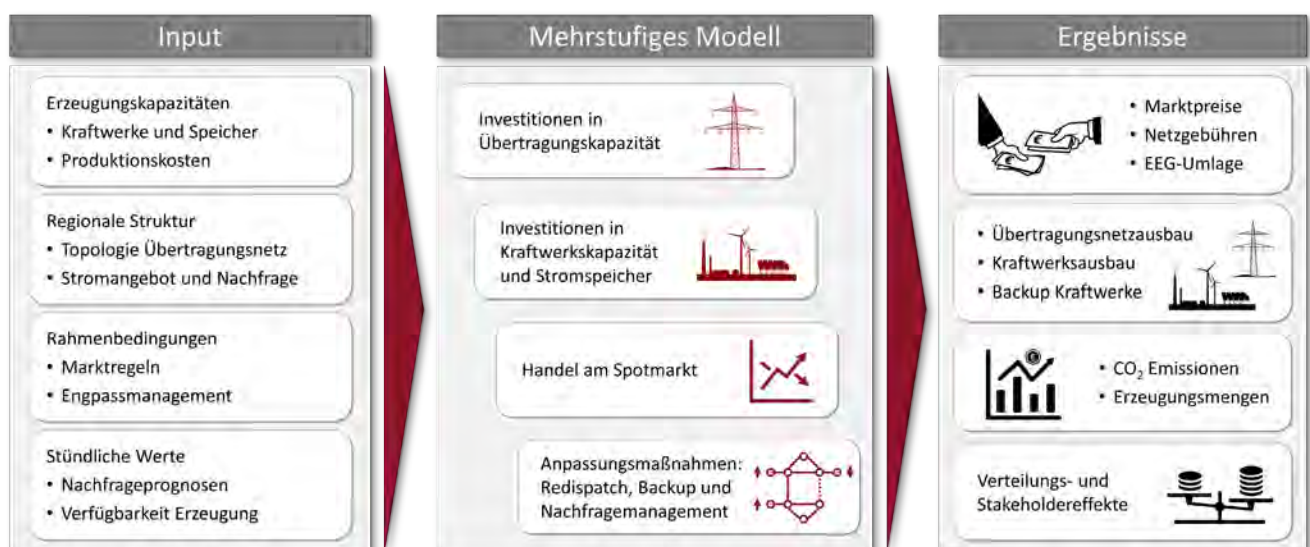 Input
Erzeugungskapazitäten
• Kraftwerke und Speicher
• Produktionskosten
Regionale Struktur
• Topologie Übertragungsnetz
• Stromangebot und Nachfrage
Rahmenbedingungen
• Marktregeln
• Engpassmanagement
Stündliche Werte
• Nachfrageprognosen
• Verfügbarkeit Erzeugung
Mehrstufiges Modell
Investitionen in
Übertragungskapazität
Investitionen in
Kraftwerkskapazität
und Stromspeicher
Handel am Spotmarkt
Anpassungsmaßnahmen:
Redispatch, Backup und
Nachfragemanagement
Ergebnisse
• Marktpreise
• Netzgebühren
• EEG-Umlage
• Übertragungsnetzausbau
• Kraftwerksausbau
• Backup Kraftwerke
• CO₂ Emissionen
• Erzeugungsmengen
Verteilungs- und
Stakeholdereffekte